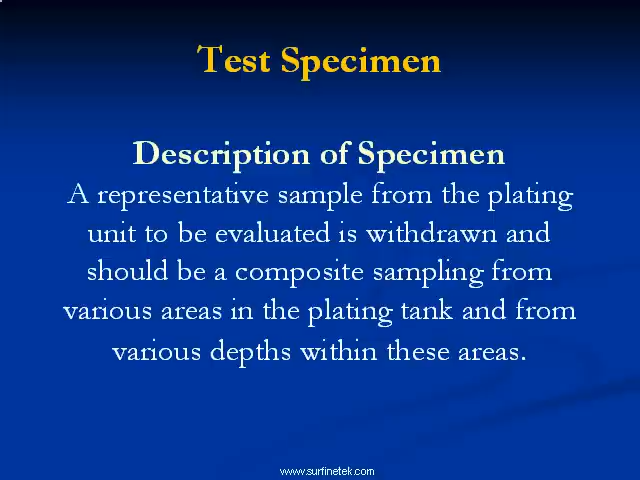 Test Specimen
Description of Specimen
A representative sample from the plating
unit to be evaluated is withdrawn and
should be a composite sampling from
various areas in the plating tank and from
various depths within these areas.
www.surfinetek.com